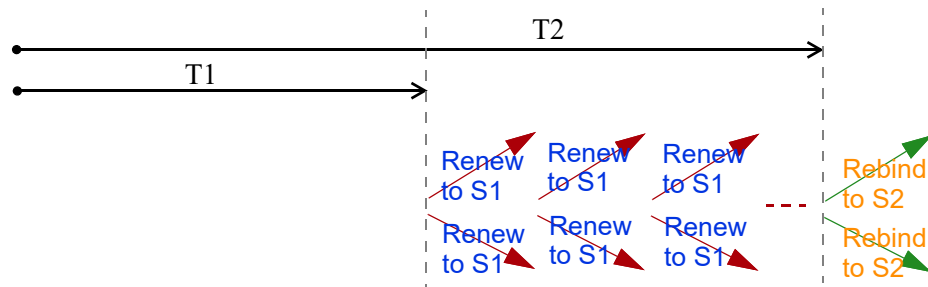 T2
T1
Renew
to S1
Renew
to S1
Renew
to S1
Rebind
to S2
Renew
to S1
Renew
to S1
Renew
to S1
Rebind
to S2